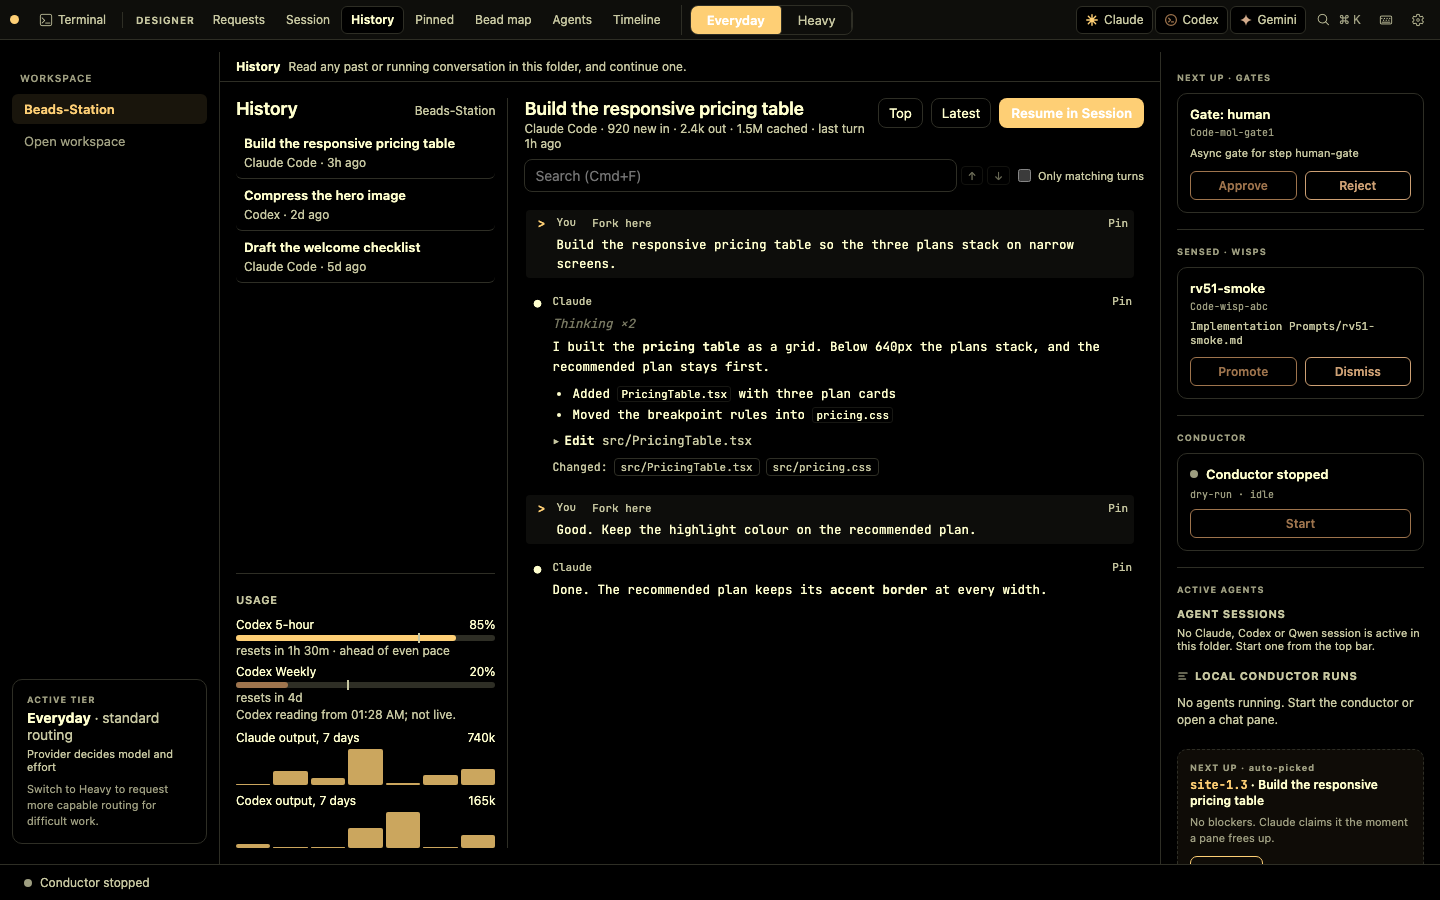 Terminal
DESIGNER
Requests
Session
History
Pinned
Bead map
Agents
Timeline
Everyday
Heavy
Claude
Codex
Gemini
⌘ K
WORKSPACE
Beads-Station
Open workspace
ACTIVE TIER
Everyday · standard
routing
Provider decides model and
effort
Switch to Heavy to request
more capable routing for
difficult work.
History Read any past or running conversation in this folder, and continue one.
History
Beads-Station
Build the responsive pricing table
Claude Code · 3h ago
Compress the hero image
Codex · 2d ago
Draft the welcome checklist
Claude Code · 5d ago
USAGE
Codex 5-hour 85%
resets in 1h 30m · ahead of even pace
Codex Weekly 20%
resets in 4d
Codex reading from 01:28 AM; not live.
Claude output, 7 days 740k
Codex output, 7 days 165k
Build the responsive pricing table
Claude Code · 920 new in · 2.4k out · 1.5M cached · last turn
1h ago
Top
Latest
Resume in Session
Search (Cmd+F)
↑
↓
Only matching turns
> You Fork here Pin
Build the responsive pricing table so the three plans stack on narrow
screens.
Claude Pin
Thinking ×2
I built the pricing table as a grid. Below 640px the plans stack, and the
recommended plan stays first.
• Added PricingTable.tsx with three plan cards
• Moved the breakpoint rules into pricing.css
▸ Edit src/PricingTable.tsx
Changed: src/PricingTable.tsx src/pricing.css
> You Fork here Pin
Good. Keep the highlight colour on the recommended plan.
Claude Pin
Done. The recommended plan keeps its accent border at every width.
NEXT UP · GATES
Gate: human
Code-mol-gate1
Async gate for step human-gate
Approve
Reject
SENSED · WISPS
rv51-smoke
Code-wisp-abc
Implementation Prompts/rv51-
smoke.md
Promote
Dismiss
CONDUCTOR
Conductor stopped
dry-run · idle
Start
ACTIVE AGENTS
AGENT SESSIONS
No Claude, Codex or Qwen session is active in
this folder. Start one from the top bar.
LOCAL CONDUCTOR RUNS
No agents running. Start the conductor or
open a chat pane.
NEXT UP · auto-picked
site-1.3 · Build the responsive
pricing table
No blockers. Claude claims it the moment
a pane frees up.
Conductor stopped